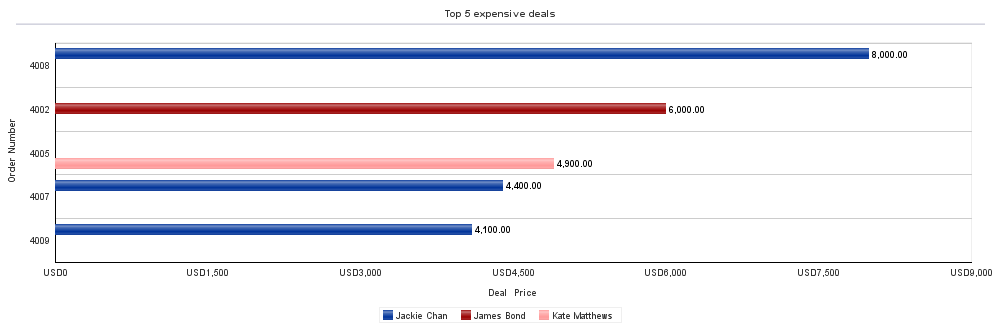 Top 5 expensive deals
4008
8,000.00
4002
6,000.00
4005
4,900.00
4007
4,400.00
4009
4,100.00
Order Number
USD0 USD1,500 USD3,000 USD4,500 USD6,000 USD7,500 USD9,000
Deal Price
Jackie Chan James Bond Kate Matthews